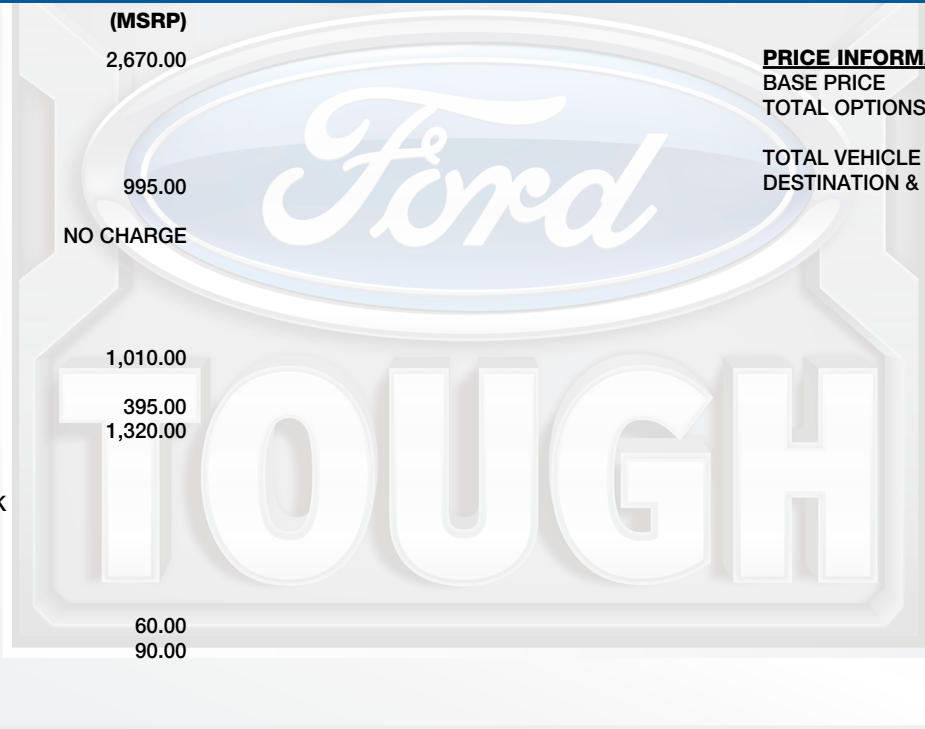 (MSRP)
2,670.00
995.00
NO CHARGE
1,010.00
395.00
1,320.00
K
60.00
90.00
PRICE INFORMA
BASE PRICE
TOTAL OPTIONS
TOTAL VEHICLE
DESTINATION &
Ford
TOUGH